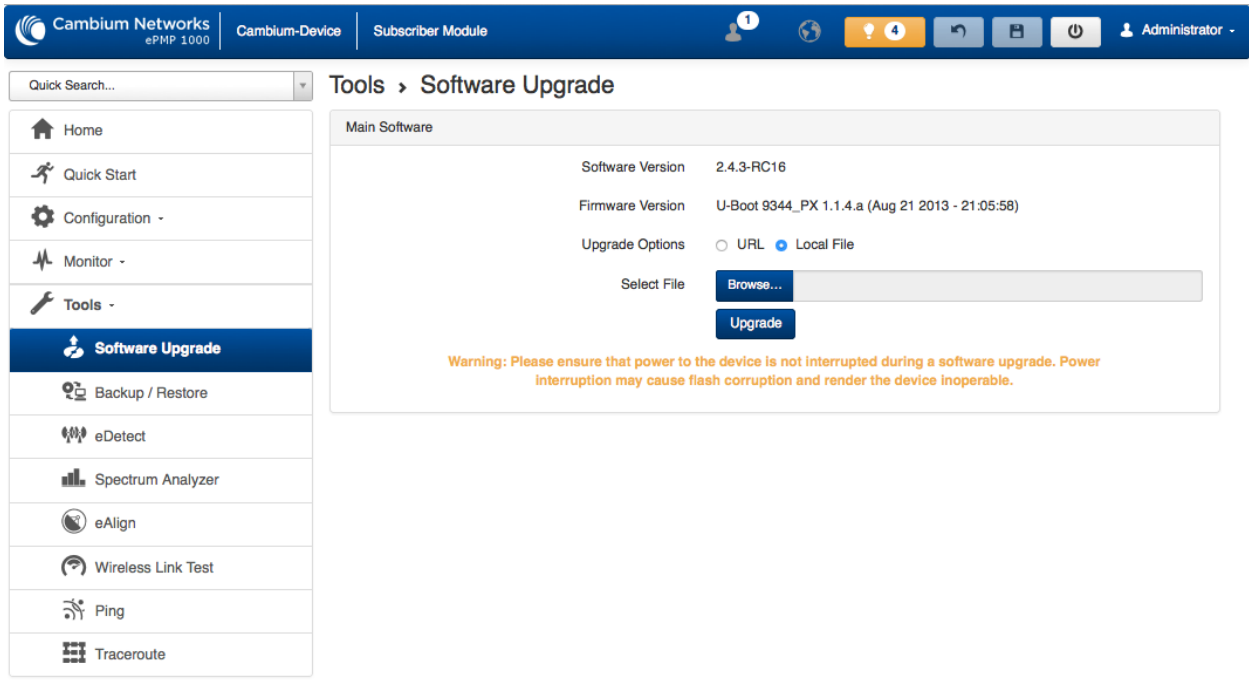 Cambium Networks
ePMP 1000
Cambium-Device
Subscriber Module
1
4
Administrator
Quick Search...
Home
Quick Start
Configuration
Monitor
Tools
Software Upgrade
Backup / Restore
eDetect
Spectrum Analyzer
eAlign
Wireless Link Test
Ping
Traceroute
Tools › Software Upgrade
Main Software
Software Version 2.4.3-RC16
Firmware Version U-Boot 9344_PX 1.1.4.a (Aug 21 2013 - 21:05:58)
Upgrade Options URL Local File
Select File Browse...
Upgrade
Warning: Please ensure that power to the device is not interrupted during a software upgrade. Power
interruption may cause flash corruption and render the device inoperable.